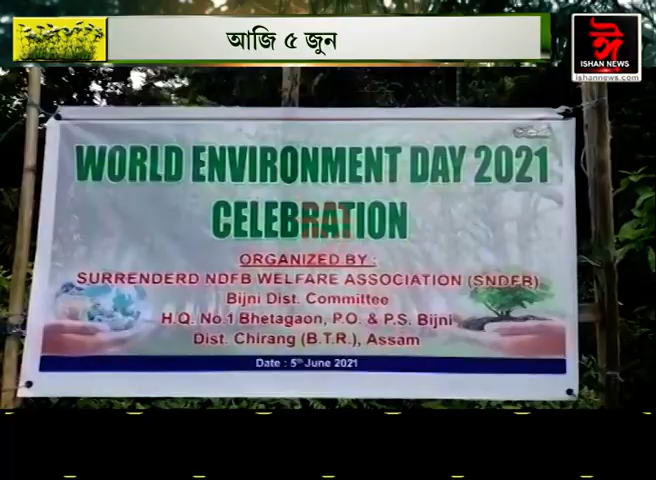 আজি ৫ জুন
ঈ
ISHAN NEWS
ishannews.com
WORLD ENVIRONMENT DAY 2021
CELEBRATION
ORGANIZED BY :
SURRENDERD NDFB WELFARE ASSOCIATION (SNDFB)
Bijni Dist. Committee
H.Q. No.1 Bhetagaon, P.O. & P.S. Bijni
Dist. Chirang (B.T.R.), Assam
Date : 5th June 2021